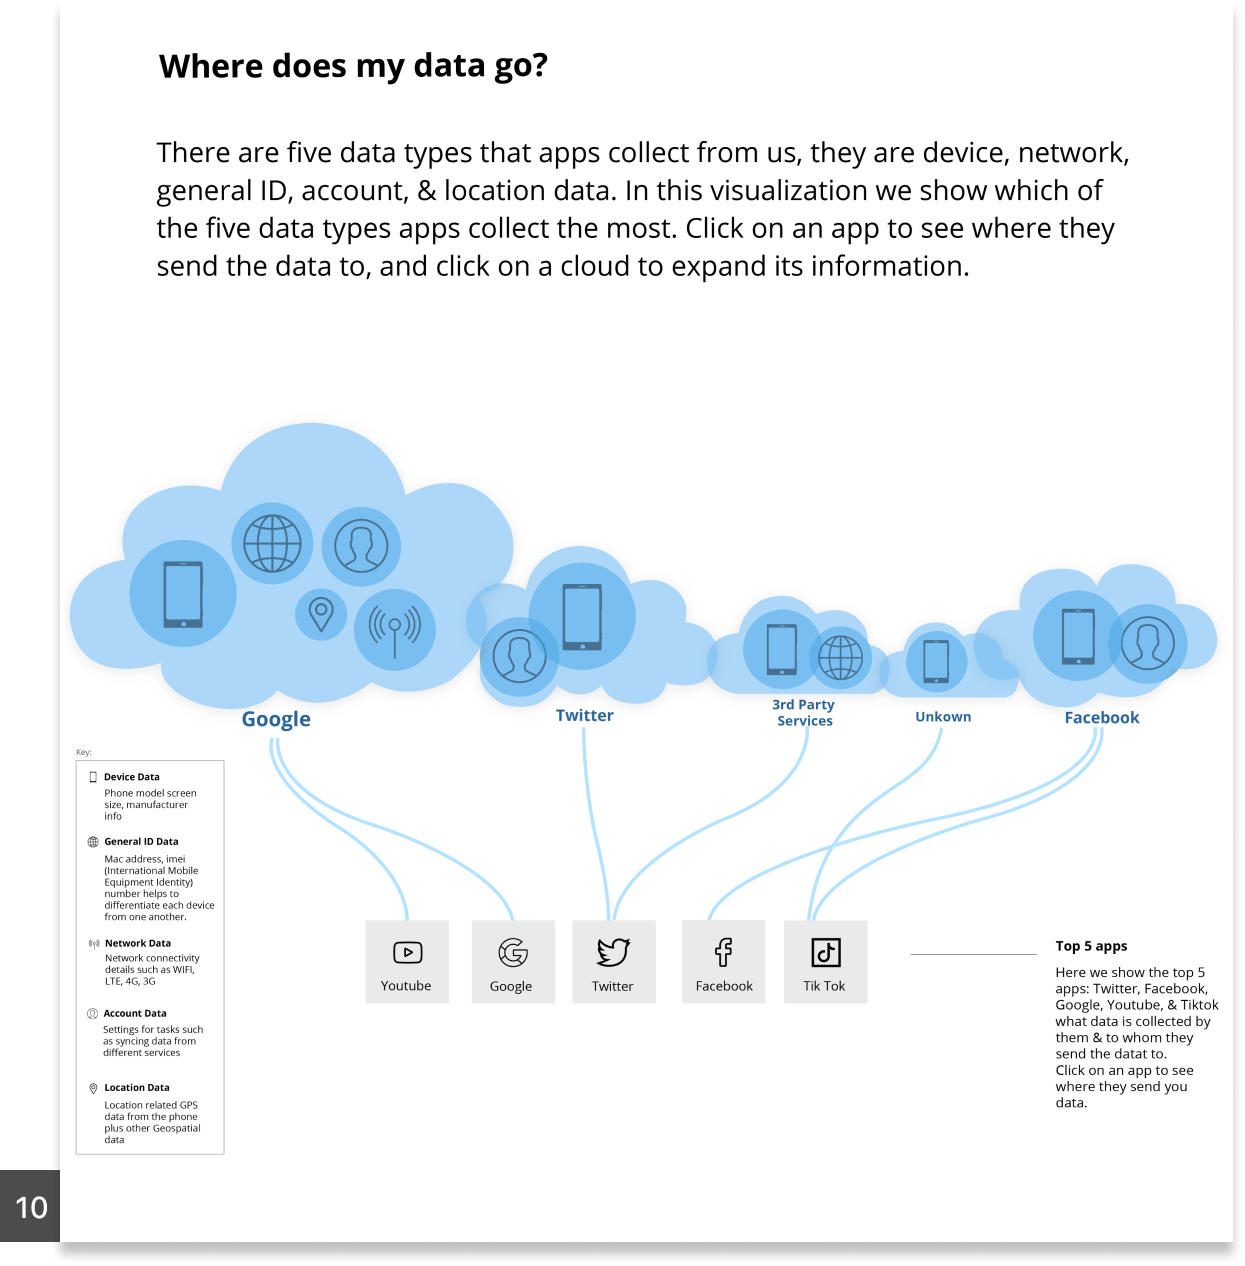 Where does my data go?
There are five data types that apps collect from us, they are device, network,
general ID, account, & location data. In this visualization we show which of
the five data types apps collect the most. Click on an app to see where they
send the data to, and click on a cloud to expand its information.
Google
Twitter
3rd Party
Services
Unkown
Facebook
Key:
Device Data
Phone model screen
size, manufacturer
info
General ID Data
Mac address, imei
(International Mobile
Equipment Identity)
number helps to
differentiate each device
from one another.
Network Data
Network connectivity
details such as WIFI,
LTE, 4G, 3G
Account Data
Settings for tasks such
as syncing data from
different services
Location Data
Location related GPS
data from the phone
plus other Geospatial
data
Youtube
Google
Twitter
Facebook
Tik Tok
Top 5 apps
Here we show the top 5
apps: Twitter, Facebook,
Google, Youtube, & Tiktok
what data is collected by
them & to whom they
send the datat to.
Click on an app to see
where they send you
data.
10